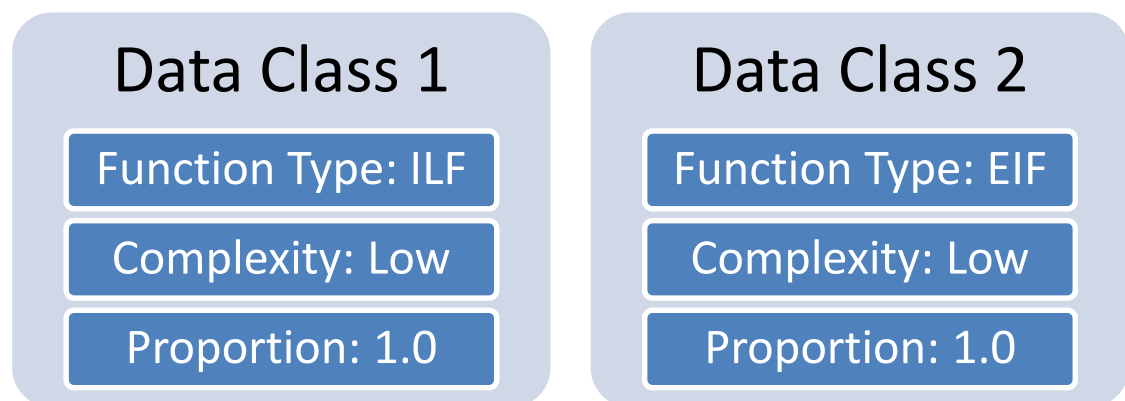 Data Class 1
Function Type: ILF
Complexity: Low
Proportion: 1.0
Data Class 2
Function Type: EIF
Complexity: Low
Proportion: 1.0